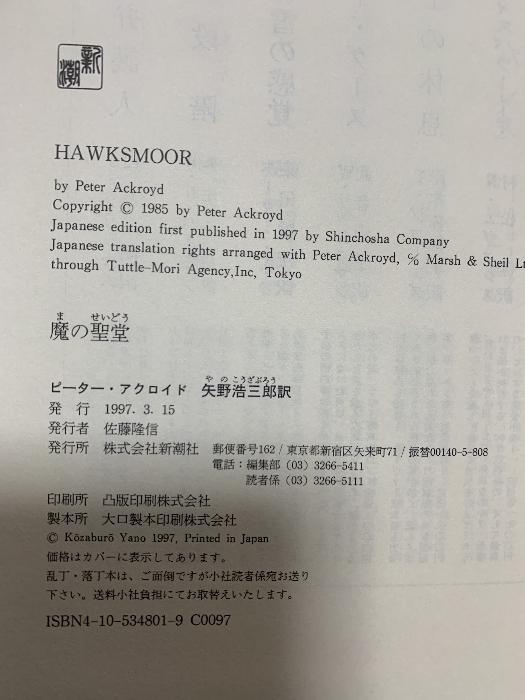 新潮
HAWKSMOOR
by Peter Ackroyd
Copyright © 1985 by Peter Ackroyd
Japanese edition first published in 1997 by Shinchosha Company
Japanese translation rights arranged with Peter Ackroyd, ℅ Marsh & Sheil Lt
through Tuttle-Mori Agency,Inc, Tokyo
ま せいどう
魔の聖堂
や の こうざぶろう
ピーター・アクロイド 矢野浩三郎訳
発 行 1997. 3. 15
発行者 佐藤隆信
発行所 株式会社新潮社 郵便番号162 / 東京都新宿区矢来町71 / 振替00140-5-808
電話：編集部 (03) 3266-5411
読者係 (03) 3266-5111
印刷所 凸版印刷株式会社
製本所 大口製本印刷株式会社
© Kōzaburō Yano 1997, Printed in Japan
価格はカバーに表示してあります。
乱丁・落丁本は、ご面倒ですが小社読者係宛お送り
下さい。送料小社負担にてお取替えいたします。
ISBN4-10-534801-9 C0097